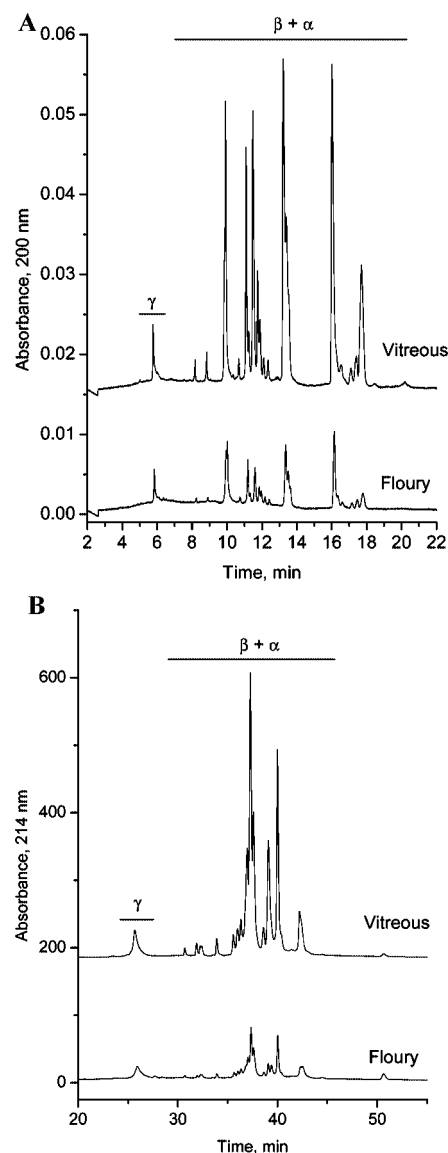 A
β + α
0.06
0.05
0.04
0.03
0.02
0.01
0.00
Absorbance, 200 nm
γ
Vitreous
Floury
2 4 6 8 10 12 14 16 18 20 22
Time, min
B
β + α
600
400
200
0
Absorbance, 214 nm
γ
Vitreous
Floury
20 30 40 50
Time, min